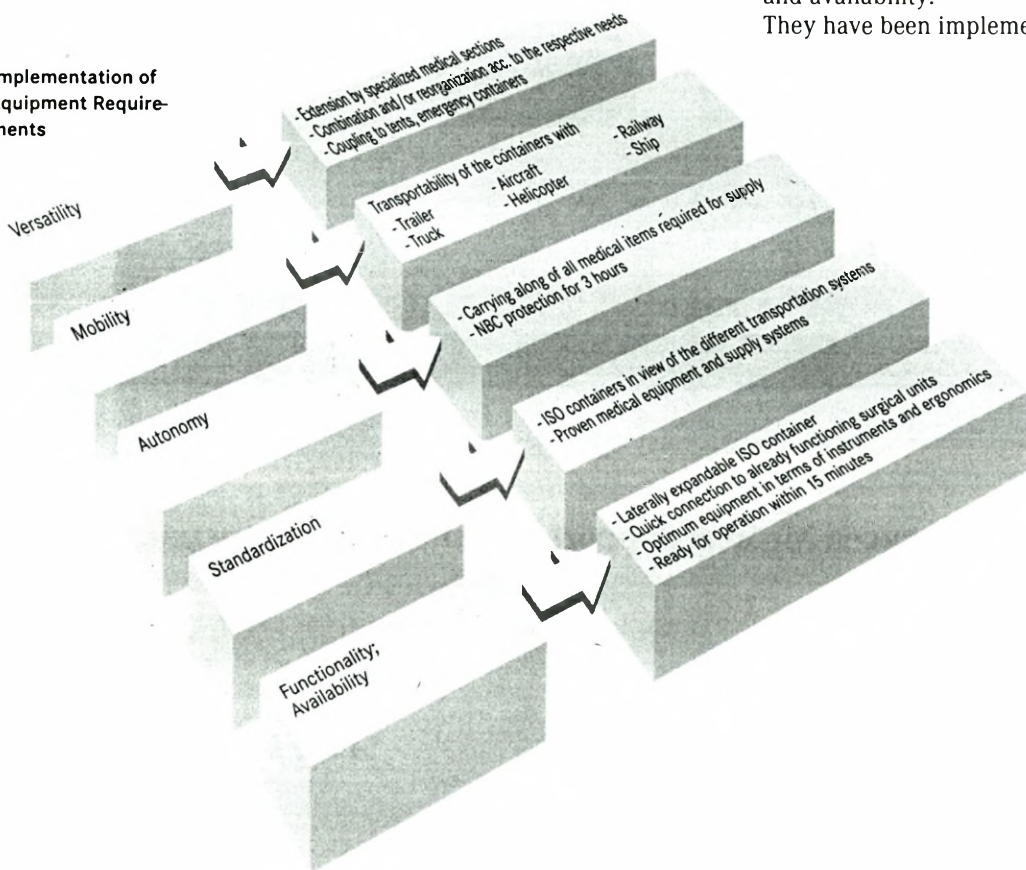 and availability.
They have been impleme
mplementation of
quipment Require-
ments
Versatility
- Extension by specialized medical sections
- Combination and/or reorganization acc. to the respective needs
- Coupling to tents, emergency containers
Mobility
Transportability of the containers with
- Trailer
- Truck
- Aircraft
- Helicopter
- Railway
- Ship
Autonomy
- Carrying along of all medical items required for supply
- NBC protection for 3 hours
Standardization
- ISO containers in view of the different transportation systems
- Proven medical equipment and supply systems
Functionality;
Availability
- Laterally expandable ISO container
- Quick connection to already functioning surgical units
- Optimum equipment in terms of instruments and ergonomics
- Ready for operation within 15 minutes